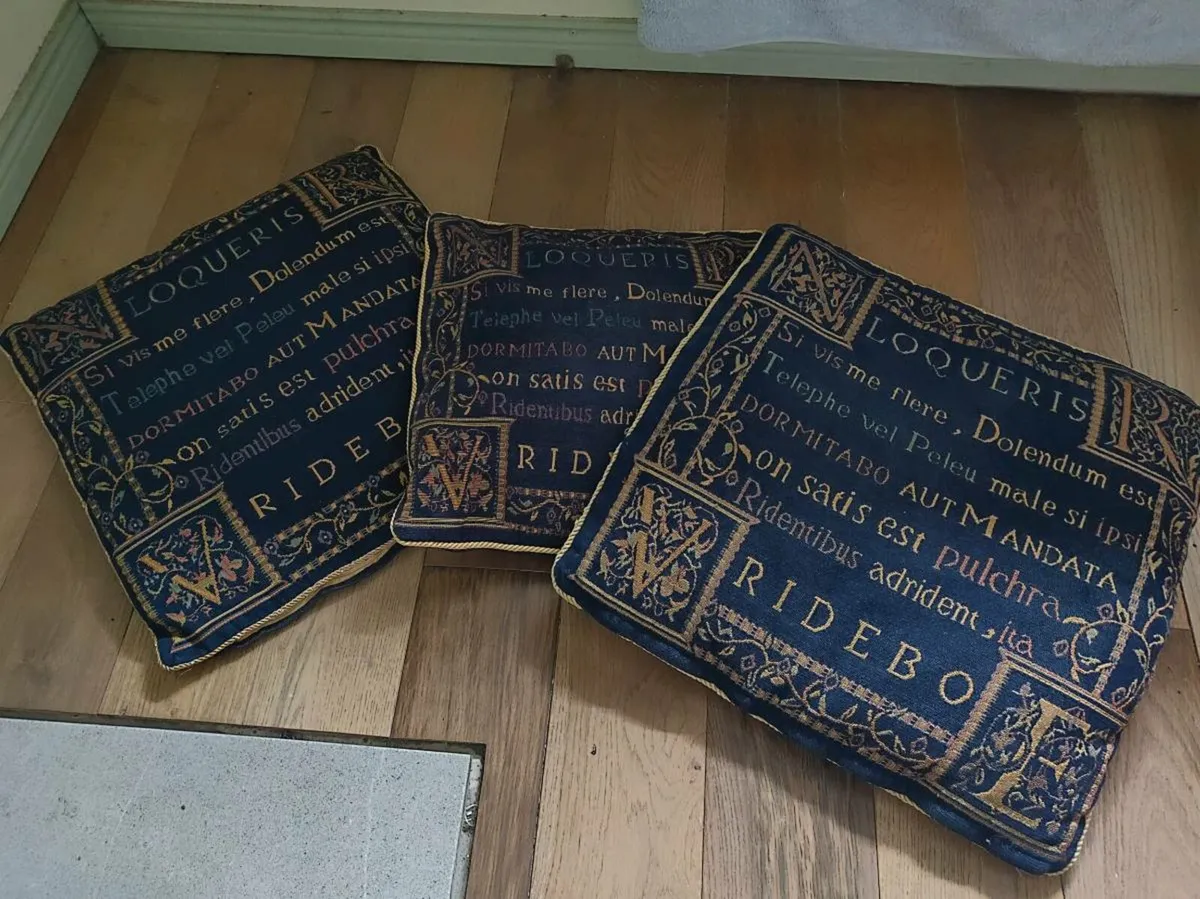 LOQUERIS R
Si vis me flere, Dolendum est
Telephe vel Peleu male si ipsi
DORMITABO AUT MANDATA
on satis est pulchra
Ridentibus adrident, ita
V RIDEB
LOQUERIS
Si vis me flere, Dolendum
Telephe vel Peleu male
DORMITABO AUT M
on satis est p
Ridentibus adri
V RID
N LOQUERIS R
Si vis me flere, Dolendum est
Telephe vel Peleu male si ipsi
DORMITABO AUT MANDATA
on satis est pulchra
Ridentibus adrident, ita
V RIDEBO I